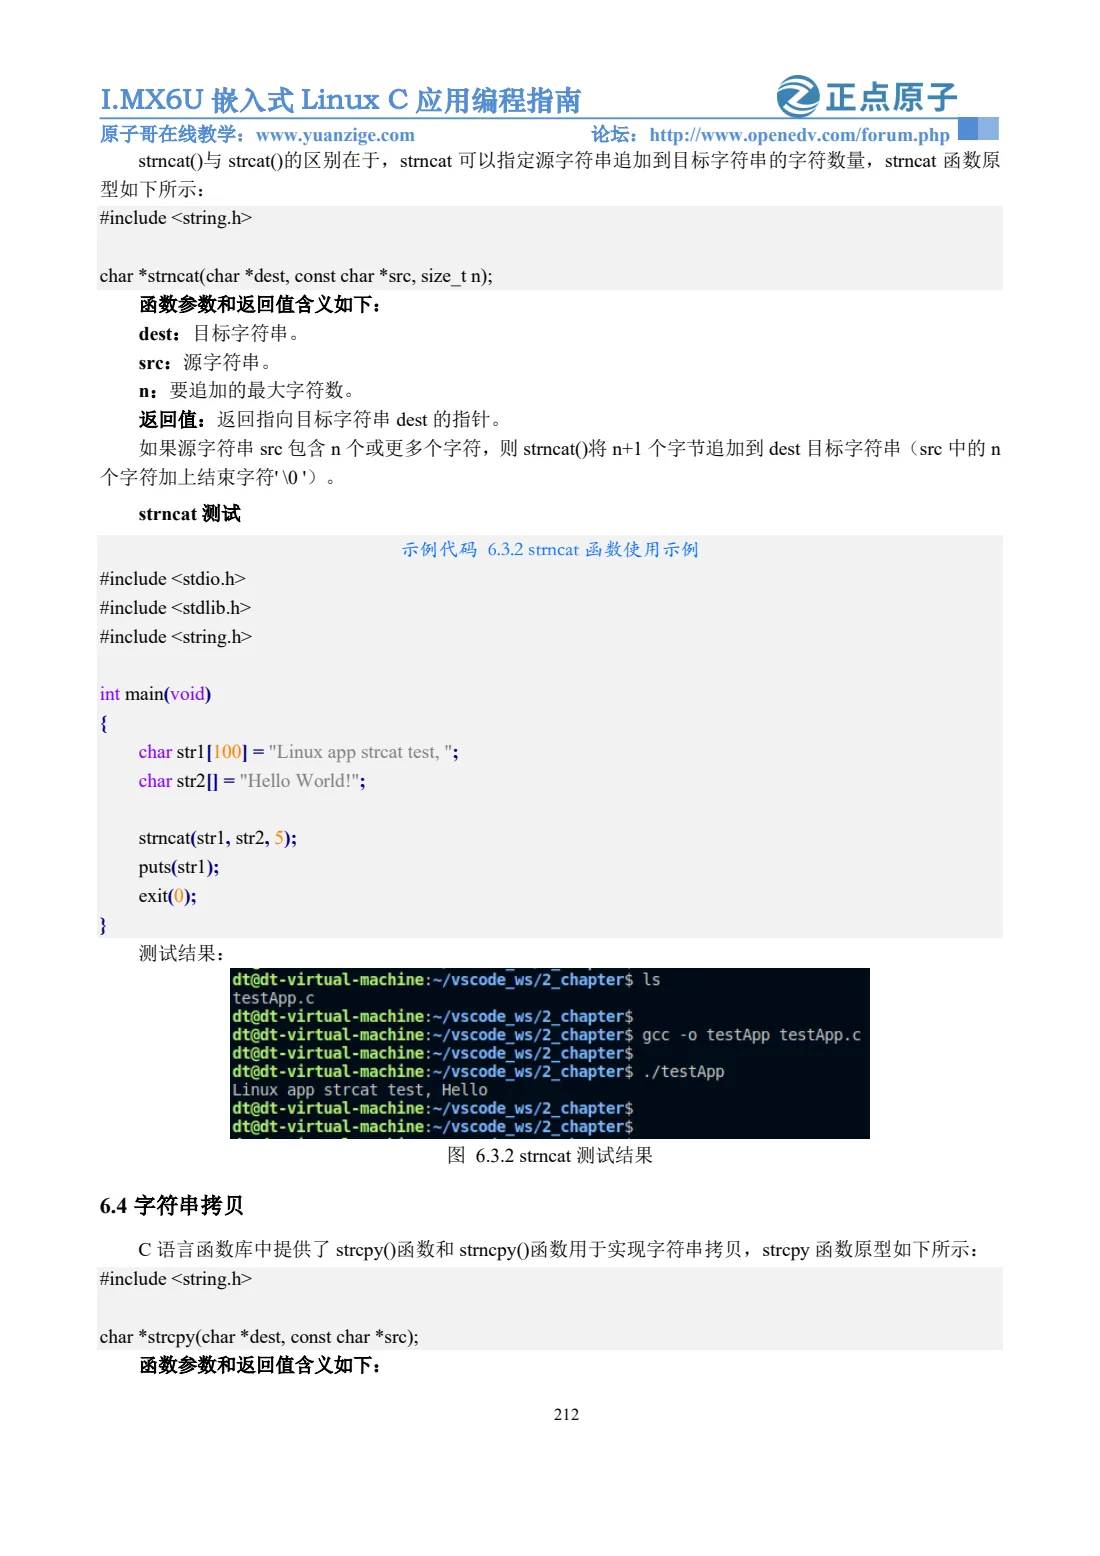 I.MX6U 嵌入式 Linux C 应用编程指南
正点原子
原子哥在线教学：www.yuanzige.com 论坛：http://www.openedv.com/forum.php
strncat()与 strcat()的区别在于，strncat 可以指定源字符串追加到目标字符串的字符数量，strncat 函数原
型如下所示：
#include <string.h>
char *strncat(char *dest, const char *src, size_t n);
函数参数和返回值含义如下：
dest：目标字符串。
src：源字符串。
n：要追加的最大字符数。
返回值：返回指向目标字符串 dest 的指针。
如果源字符串 src 包含 n 个或更多个字符，则 strncat()将 n+1 个字节追加到 dest 目标字符串（src 中的 n
个字符加上结束字符' \0 '）。
strncat 测试
示例代码 6.3.2 strncat 函数使用示例
#include <stdio.h>
#include <stdlib.h>
#include <string.h>
int main(void)
{
char str1[100] = "Linux app strcat test, ";
char str2[] = "Hello World!";
strncat(str1, str2, 5);
puts(str1);
exit(0);
}
测试结果：
dt@dt-virtual-machine:~/vscode_ws/2_chapter$ ls
testApp.c
dt@dt-virtual-machine:~/vscode_ws/2_chapter$
dt@dt-virtual-machine:~/vscode_ws/2_chapter$ gcc -o testApp testApp.c
dt@dt-virtual-machine:~/vscode_ws/2_chapter$
dt@dt-virtual-machine:~/vscode_ws/2_chapter$ ./testApp
Linux app strcat test, Hello
dt@dt-virtual-machine:~/vscode_ws/2_chapter$
dt@dt-virtual-machine:~/vscode_ws/2_chapter$
图 6.3.2 strncat 测试结果
6.4 字符串拷贝
C 语言函数库中提供了 strcpy()函数和 strncpy()函数用于实现字符串拷贝，strcpy 函数原型如下所示：
#include <string.h>
char *strcpy(char *dest, const char *src);
函数参数和返回值含义如下：
212